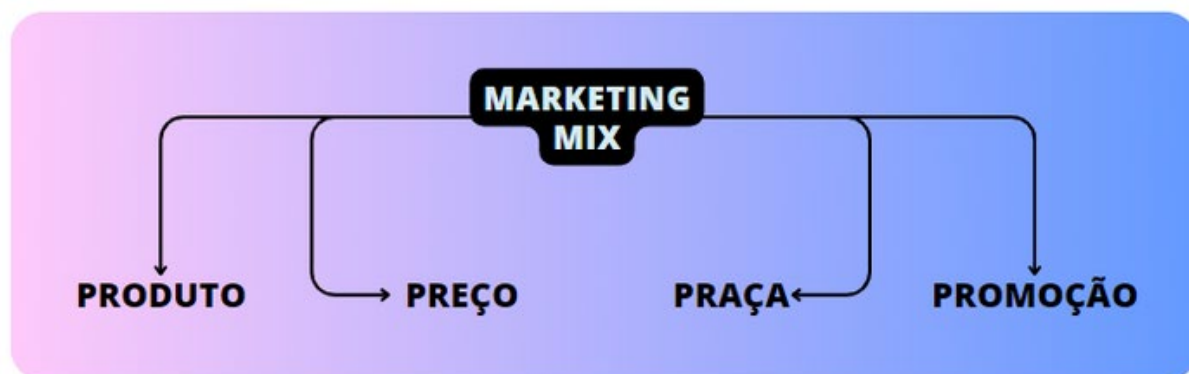 MARKETING
MIX
PRODUTO
PREÇO
PRAÇA
PROMOÇÃO